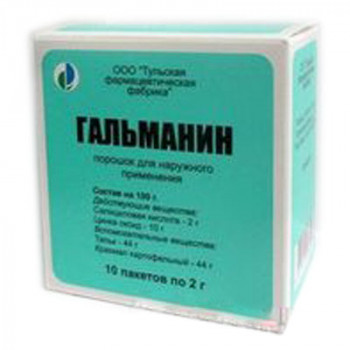 ООО "Тульская
фармацевтическая
фабрика"
ГАЛЬМАНИН
порошок для наружного
применения
Состав на 100 г.
Действующие вещества:
Салициловая кислота - 2 г
Цинка оксид - 10 г
Вспомогательные вещества:
Тальк - 44 г
Крахмал картофельный - 44 г
10 пакетов по 2 г